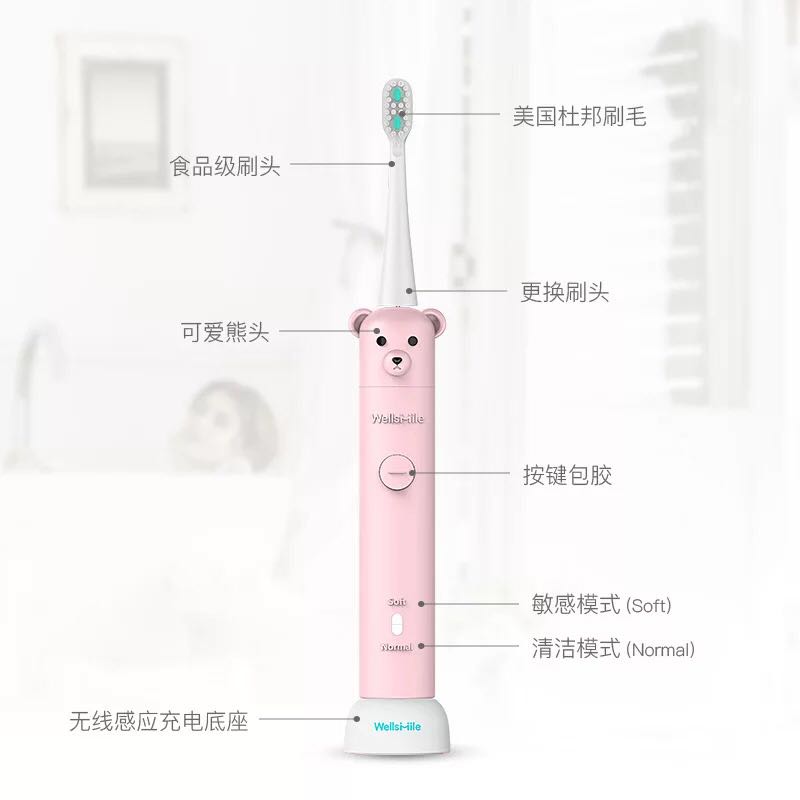 美国杜邦刷毛
食品级刷头
更换刷头
可爱熊头
Wellsmile
按键包胶
Soft
敏感模式 (Soft)
Normal
清洁模式 (Normal)
无线感应充电底座
Wellsmile